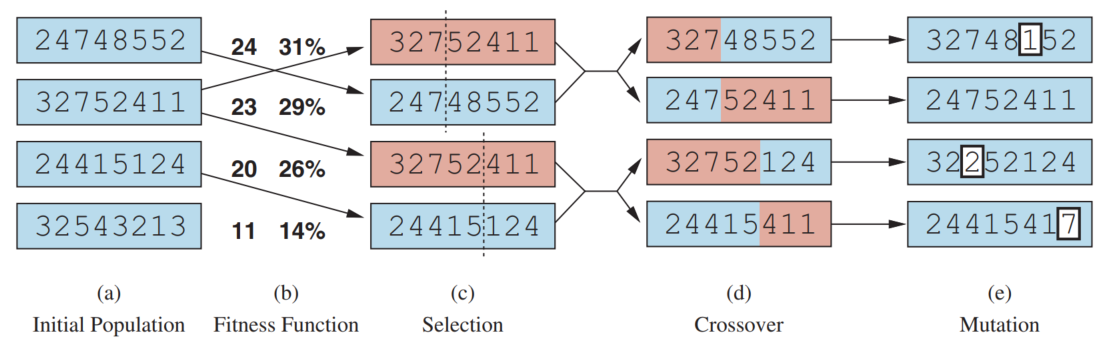 24748552 24 31% 32752411 32748552 32748152
32752411 23 29% 24748552 24752411 24752411
24415124 20 26% 32752411 32752124 32252124
32543213 11 14% 24415124 24415411 24415417
(a) (b) (c) (d) (e)
Initial Population Fitness Function Selection Crossover Mutation